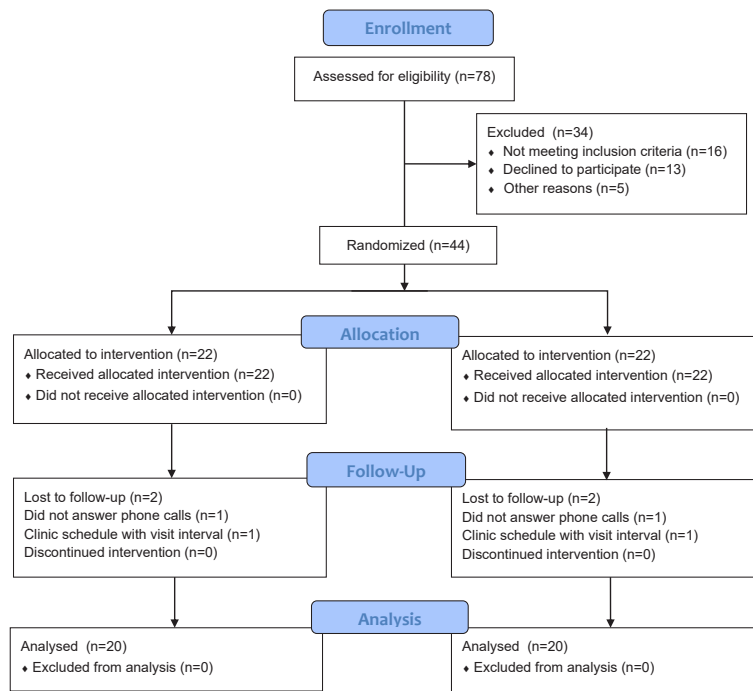 Enrollment
Assessed for eligibility (n=78)
Excluded (n=34)
♦ Not meeting inclusion criteria (n=16)
♦ Declined to participate (n=13)
♦ Other reasons (n=5)
Randomized (n=44)
Allocation
Allocated to intervention (n=22)
♦ Received allocated intervention (n=22)
♦ Did not receive allocated intervention (n=0)
Allocated to intervention (n=22)
♦ Received allocated intervention (n=22)
♦ Did not receive allocated intervention (n=0)
Follow-Up
Lost to follow-up (n=2)
Did not answer phone calls (n=1)
Clinic schedule with visit interval (n=1)
Discontinued intervention (n=0)
Lost to follow-up (n=2)
Did not answer phone calls (n=1)
Clinic schedule with visit interval (n=1)
Discontinued intervention (n=0)
Analysis
Analysed (n=20)
♦ Excluded from analysis (n=0)
Analysed (n=20)
♦ Excluded from analysis (n=0)